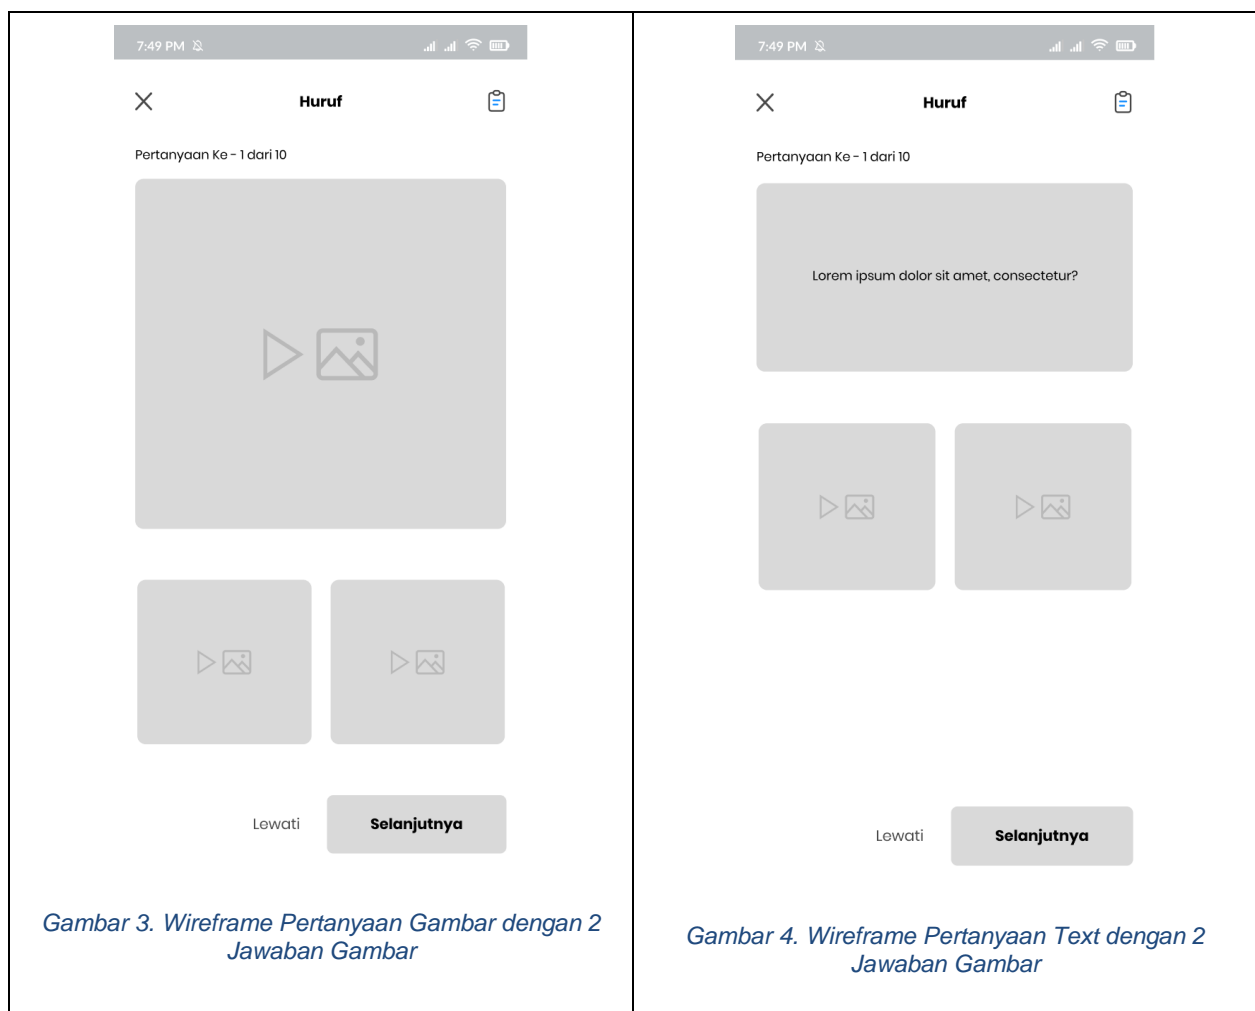 7:49 PM
Huruf
Pertanyaan Ke - 1 dari 10
Lewati
Selanjutnya
Gambar 3. Wireframe Pertanyaan Gambar dengan 2
Jawaban Gambar
7:49 PM
Huruf
Pertanyaan Ke - 1 dari 10
Lorem ipsum dolor sit amet, consectetur?
Lewati
Selanjutnya
Gambar 4. Wireframe Pertanyaan Text dengan 2
Jawaban Gambar